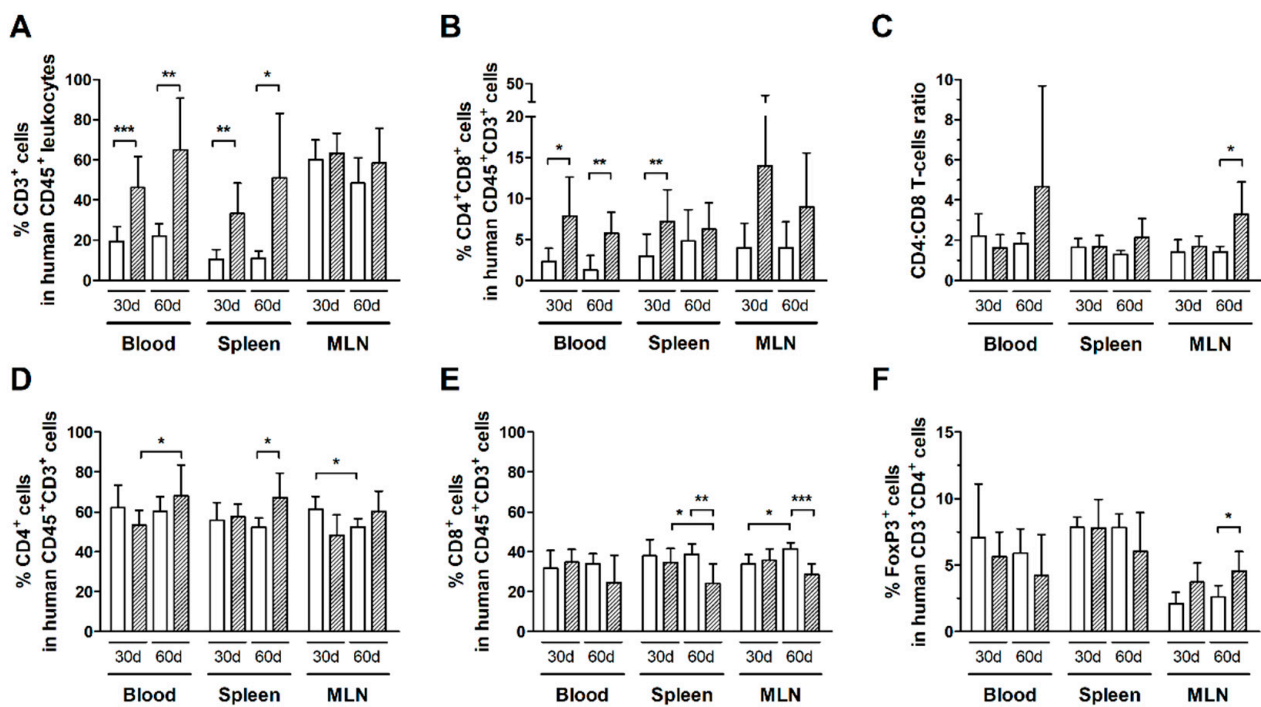 A
% CD3⁺ cells
in human CD45⁺ leukocytes
100
80
60
40
20
0
***
**
**
*
30d 60d 30d 60d 30d 60d
Blood Spleen MLN
B
% CD4⁺CD8⁺ cells
in human CD45⁺CD3⁺ cells
50
20
15
10
5
0
*
**
**
30d 60d 30d 60d 30d 60d
Blood Spleen MLN
C
CD4:CD8 T-cells ratio
10
8
6
4
2
0
*
30d 60d 30d 60d 30d 60d
Blood Spleen MLN
D
% CD4⁺ cells
in human CD45⁺CD3⁺ cells
100
80
60
40
20
0
*
*
*
30d 60d 30d 60d 30d 60d
Blood Spleen MLN
E
% CD8⁺ cells
in human CD45⁺CD3⁺ cells
100
80
60
40
20
0
*
**
*
***
30d 60d 30d 60d 30d 60d
Blood Spleen MLN
F
% FoxP3⁺ cells
in human CD3⁺CD4⁺ cells
15
10
5
0
*
30d 60d 30d 60d 30d 60d
Blood Spleen MLN